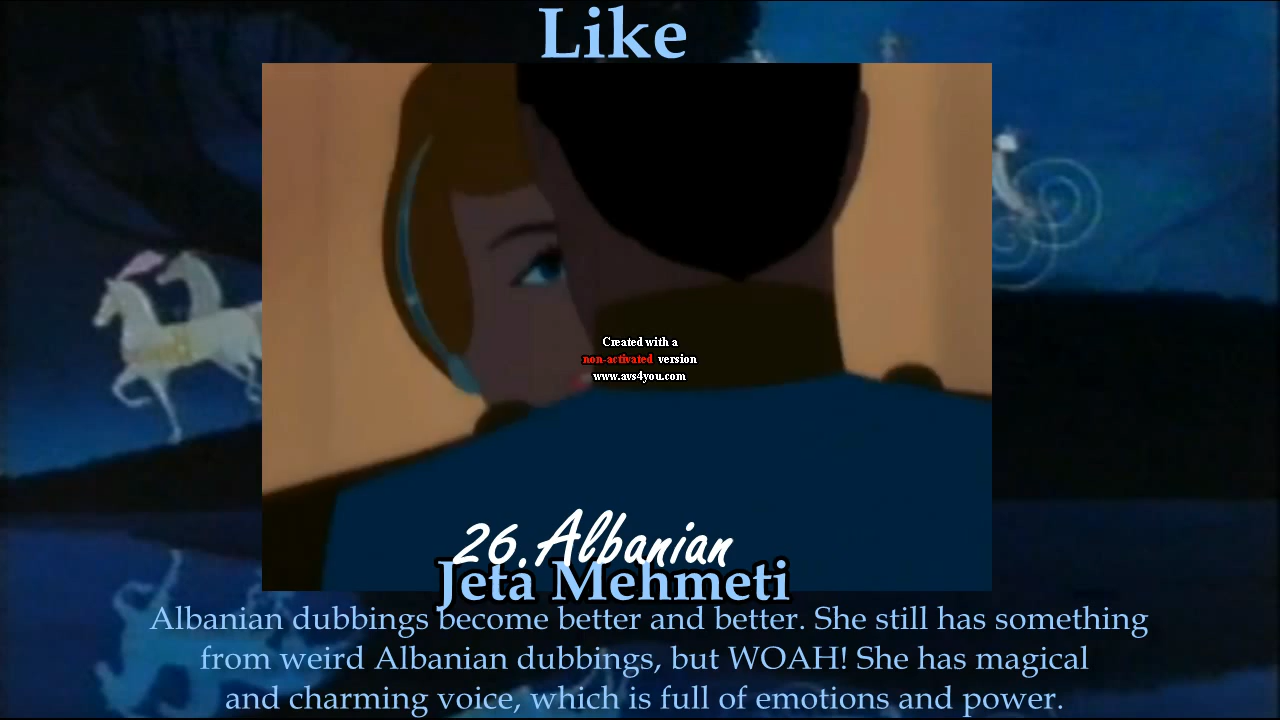 Like
Created with a
non-activated version
www.avs4you.com
26.Albanian
Jeta Mehmeti
Albanian dubbings become better and better. She still has something
from weird Albanian dubbings, but WOAH! She has magical
and charming voice, which is full of emotions and power.